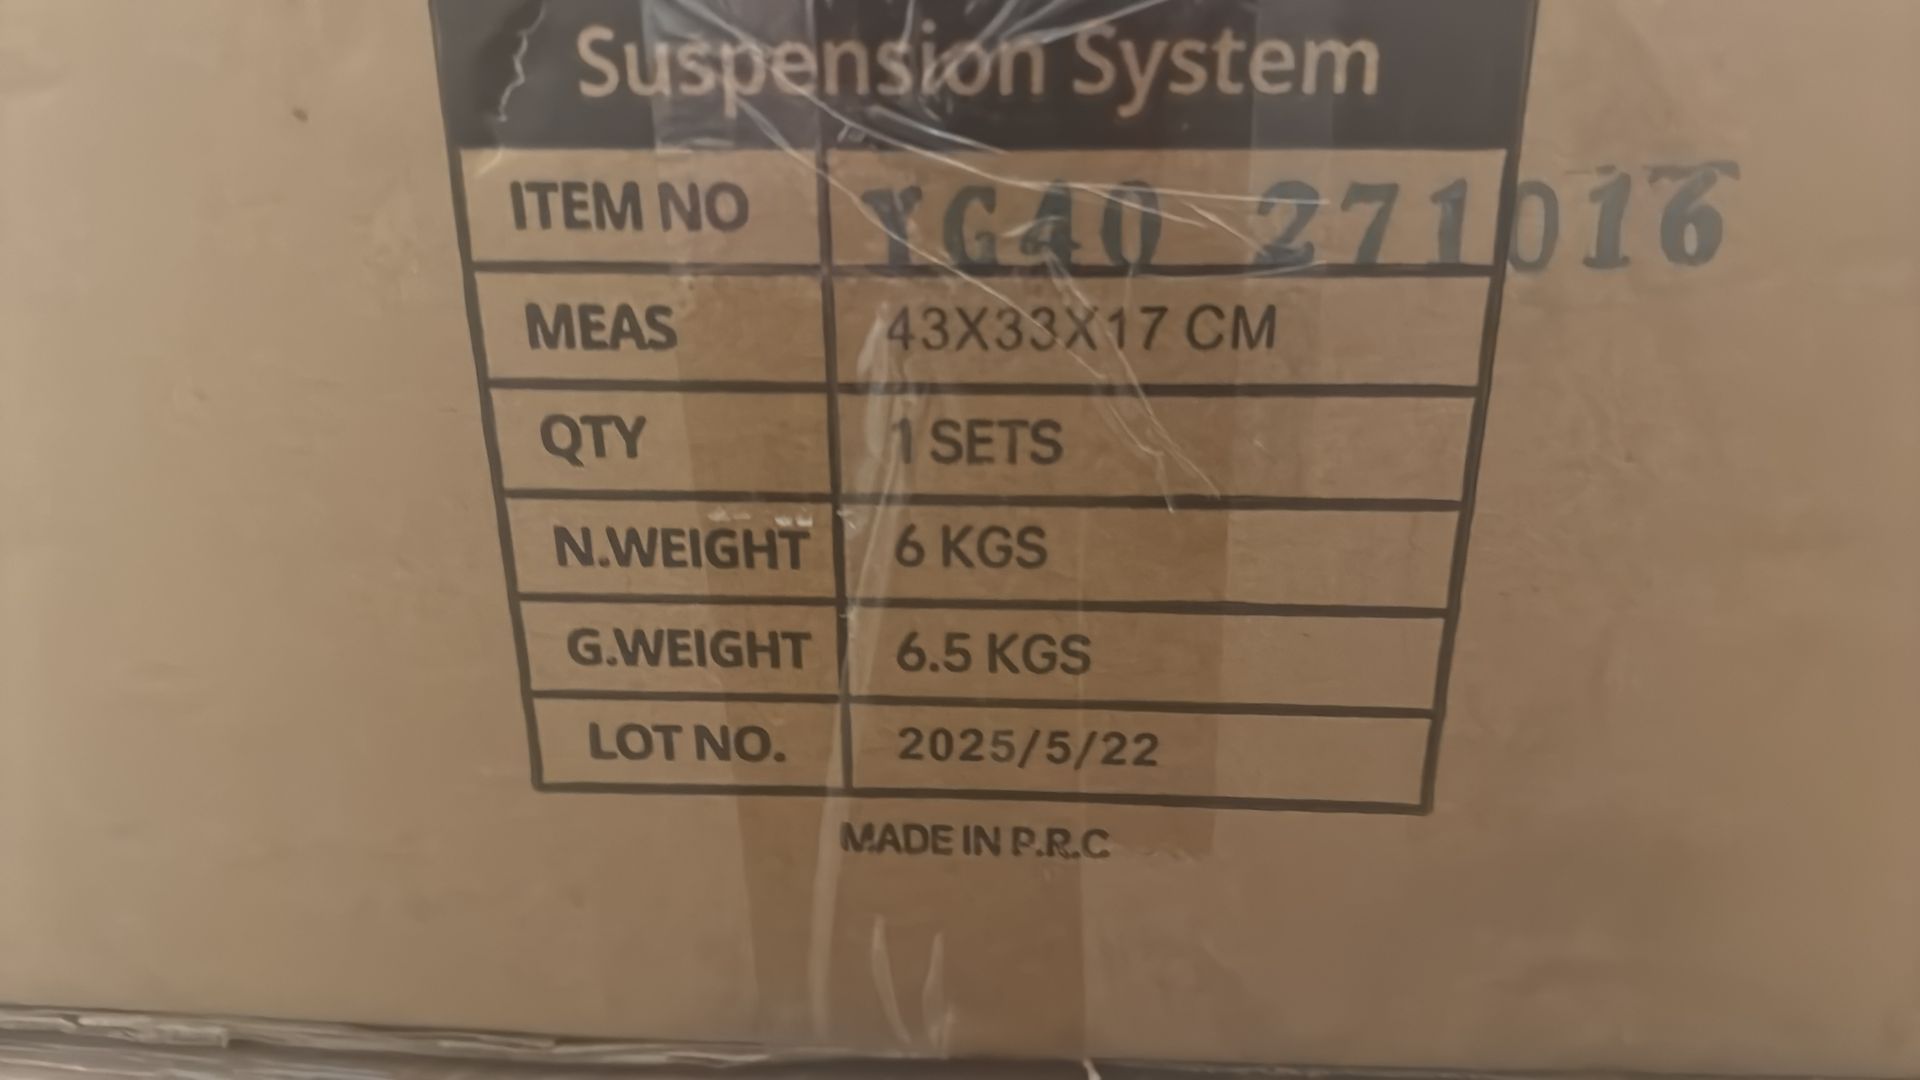 Suspension System
ITEM NO YG40 271016
MEAS 43X33X17 CM
QTY 1 SETS
N.WEIGHT 6 KGS
G.WEIGHT 6.5 KGS
LOT NO. 2025/5/22
MADE IN P.R.C